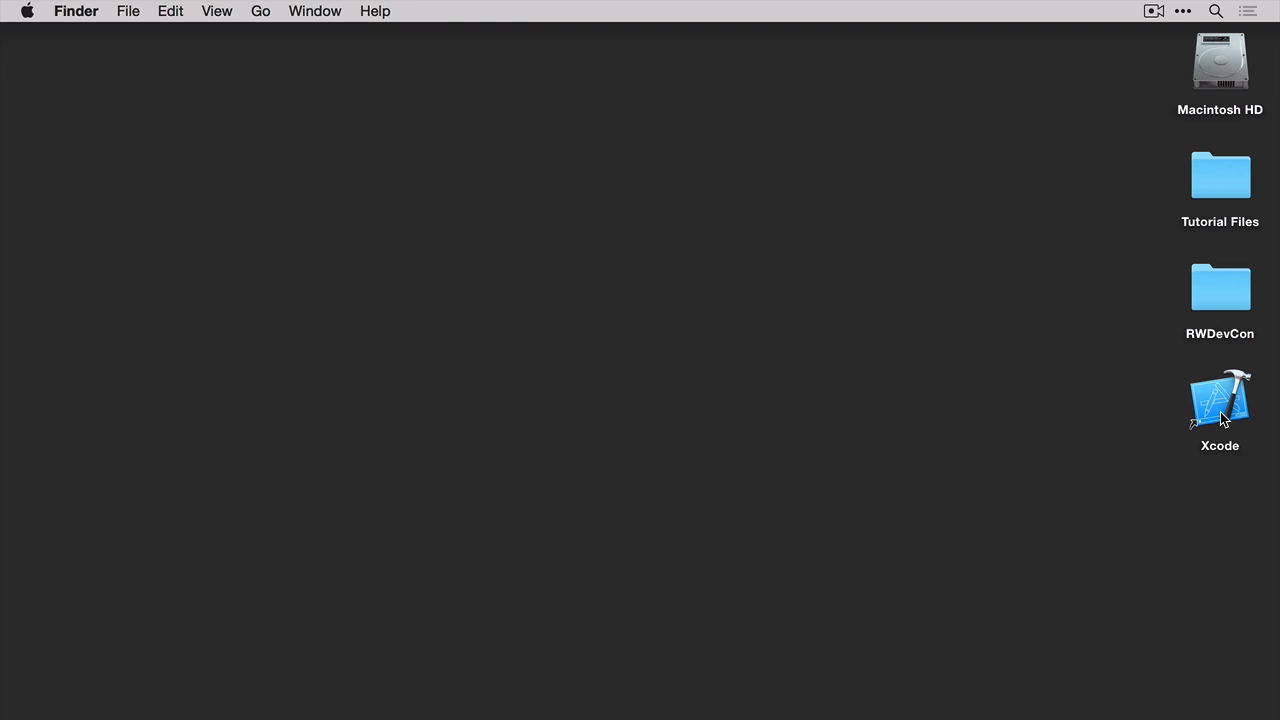 Finder File Edit View Go Window Help
Macintosh HD
Tutorial Files
RWDevCon
Xcode